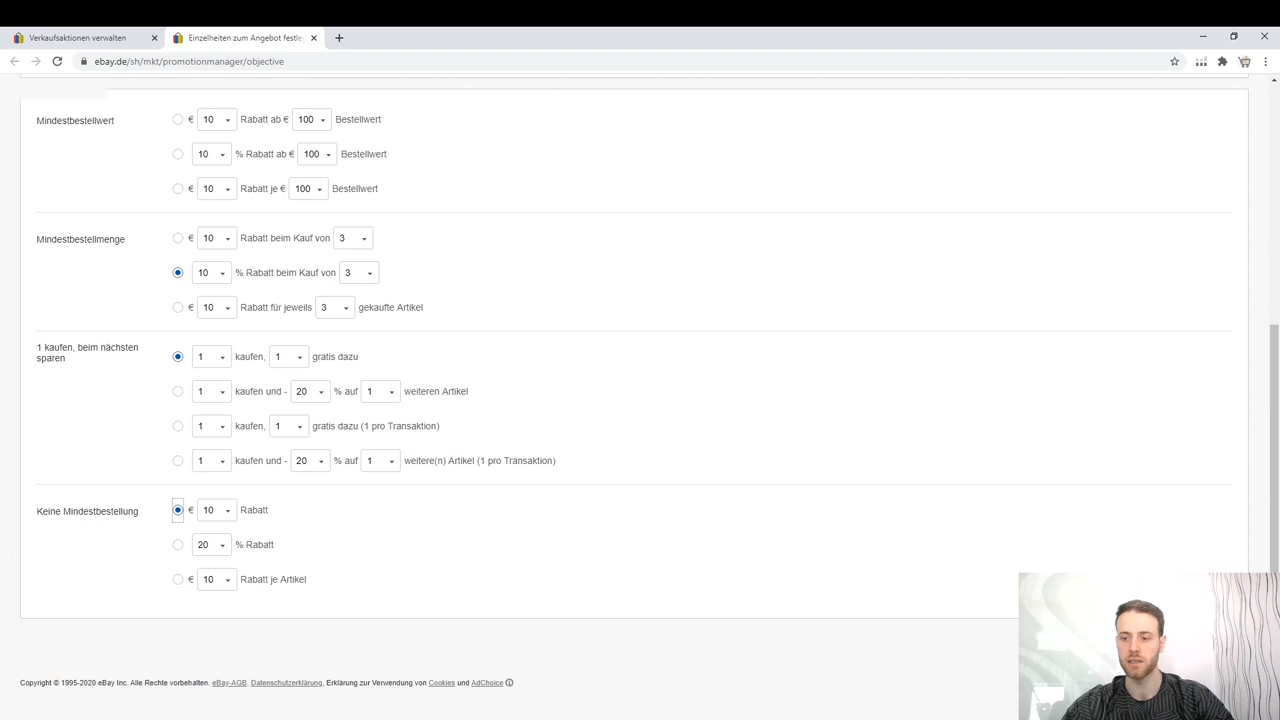 Verkaufsaktionen verwalten
Einzelheiten zum Angebot festle
ebay.de/sh/mkt/promotionmanager/objective
Mindestbestellwert
€ 10 Rabatt ab € 100 Bestellwert
10 % Rabatt ab € 100 Bestellwert
€ 10 Rabatt je € 100 Bestellwert
Mindestbestellmenge
€ 10 Rabatt beim Kauf von 3
10 % Rabatt beim Kauf von 3
€ 10 Rabatt für jeweils 3 gekaufte Artikel
1 kaufen, beim nächsten
sparen
1 kaufen, 1 gratis dazu
1 kaufen und - 20 % auf 1 weiteren Artikel
1 kaufen, 1 gratis dazu (1 pro Transaktion)
1 kaufen und - 20 % auf 1 weitere(n) Artikel (1 pro Transaktion)
Keine Mindestbestellung
€ 10 Rabatt
20 % Rabatt
€ 10 Rabatt je Artikel
Copyright © 1995-2020 eBay Inc. Alle Rechte vorbehalten. eBay-AGB, Datenschutzerklärung, Erklärung zur Verwendung von Cookies und AdChoice